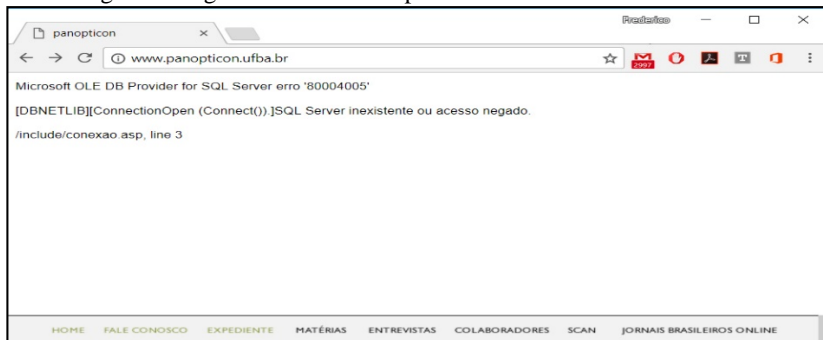 Frederico
panopticon
www.panopticon.ufba.br
2997
T
Microsoft OLE DB Provider for SQL Server erro '80004005'
[DBNETLIB][ConnectionOpen (Connect()).]SQL Server inexistente ou acesso negado.
/include/conexao.asp, line 3
HOME FALE CONOSCO EXPEDIENTE MATÉRIAS ENTREVISTAS COLABORADORES SCAN JORNAIS BRASILEIROS ONLINE